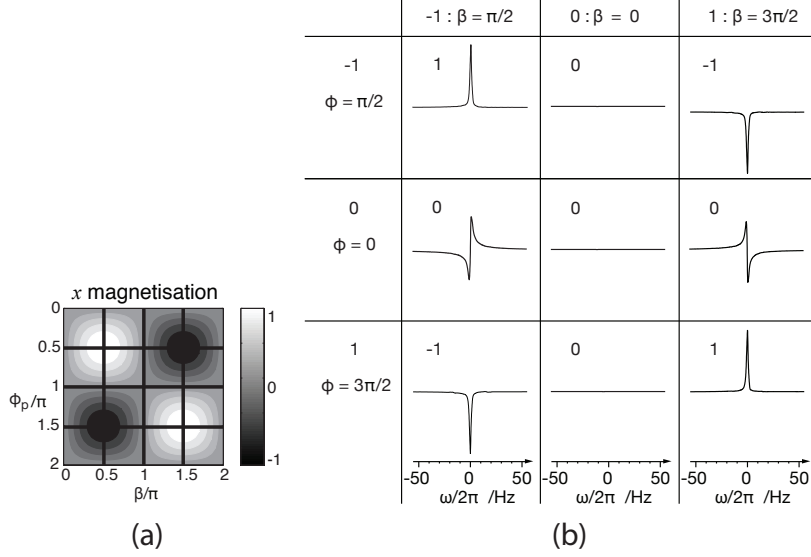 x magnetisation
0
0.5
1
1.5
2
ϕp/π
0 0.5 1 1.5 2
β/π
1
0
-1
(a)
-1 : β = π/2 0 : β = 0 1 : β = 3π/2
-1 1 0 -1
ϕ = π/2
0 0 0 0
ϕ = 0
1 -1 0 1
ϕ = 3π/2
-50 0 50 -50 0 50 -50 0 50
ω/2π /Hz ω/2π /Hz ω/2π /Hz
(b)